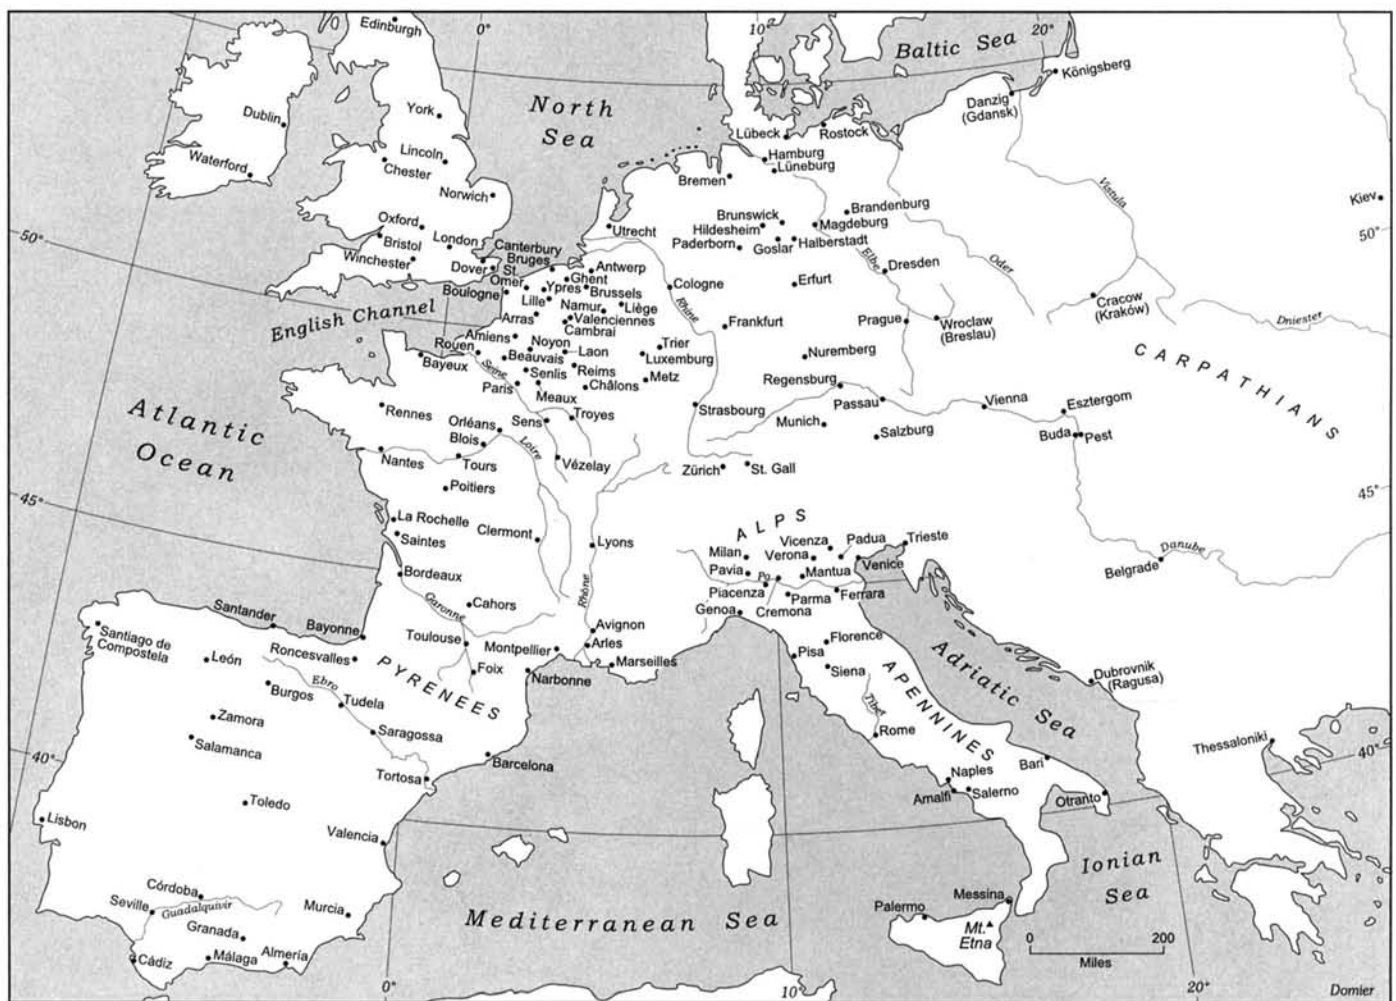 0°
10°
20°
Edinburgh
Baltic Sea
Königsberg
Danzig
(Gdansk)
North
Sea
York
Dublin
Lübeck
Rostock
Hamburg
Lüneburg
Lincoln
Chester
Waterford
Bremen
Vistula
Kiev
Norwich
Brandenburg
Brunswick
Magdeburg
Hildesheim
Utrecht
Oxford
Bristol
London
Canterbury
Paderborn
Goslar
Halberstadt
50°
50°
Winchester
Dover
Bruges
St.
Omer
Antwerp
Ghent
Elbe
Dresden
Oder
Boulogne
Ypres
Brussels
Cologne
Erfurt
English Channel
Lille
Namur
Liège
Rhine
Cracow
(Kraków)
Arras
Valenciennes
Cambrai
Frankfurt
Prague
Wroclaw
(Breslau)
Dniester
Amiens
Noyon
Laon
Trier
Luxemburg
Nuremberg
CARPATHIANS
Rouen
Bayeux
Beauvais
Senlis
Reims
Metz
Seine
Paris
Meaux
Châlons
Regensburg
Passau
Vienna
Esztergom
Atlantic
Ocean
Rennes
Orléans
Sens
Troyes
Strasbourg
Munich
Salzburg
Buda
Pest
Blois
Loire
Nantes
Tours
Vézelay
Zürich
St. Gall
Poitiers
45°
45°
La Rochelle
Saintes
Clermont
Lyons
ALPS
Vicenza
Padua
Trieste
Milan
Verona
Venice
Danube
Belgrade
Bordeaux
Pavia
Po
Mantua
Piacenza
Parma
Ferrara
Genoa
Cremona
Rhône
Garonne
Cahors
Santander
Bayonne
Toulouse
Montpellier
Avignon
Arles
Florence
Adriatic Sea
Santiago de
Compostela
León
Roncesvalles
PYRENEES
Foix
Narbonne
Marseilles
Pisa
Siena
APENNINES
Dubrovnik
(Ragusa)
Ebro
Burgos
Tudela
Tiber
Zamora
Salamanca
Saragossa
Rome
Thessaloniki
40°
40°
Barcelona
Bari
Tortosa
Naples
Amalfi
Salerno
Otranto
Toledo
Lisbon
Valencia
Ionian
Sea
Córdoba
Seville
Guadalquivir
Murcia
Mediterranean Sea
Messina
Palermo
Mt.
Etna
Granada
Cádiz
Málaga
Almería
0
200
Miles
0°
10°
20°
Domler